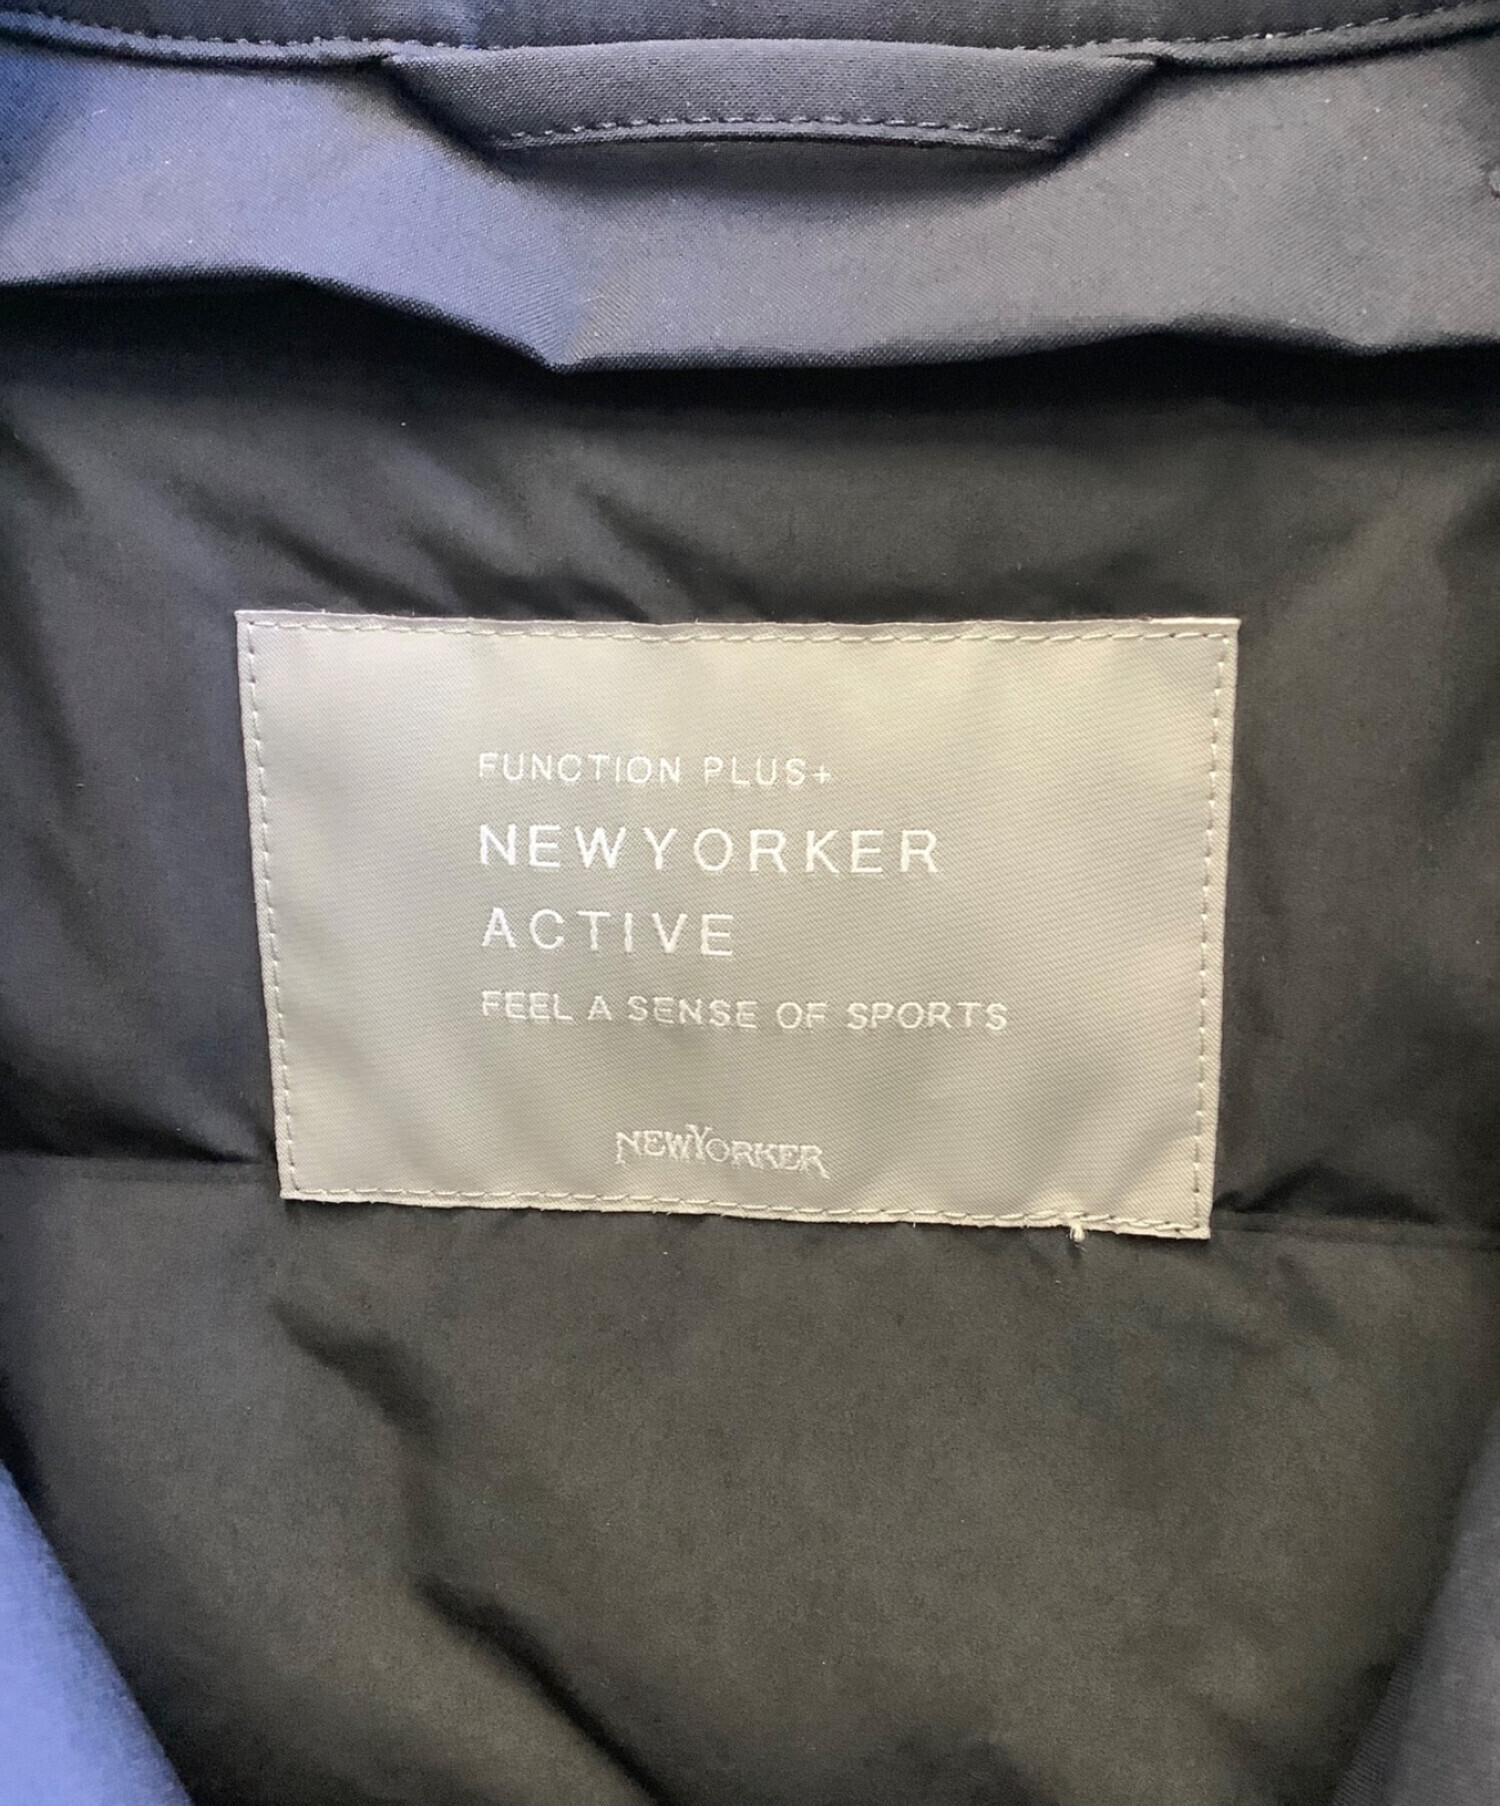 FUNCTION PLUS+
NEWYORKER
ACTIVE
FEEL A SENSE OF SPORTS
NEWYORKER